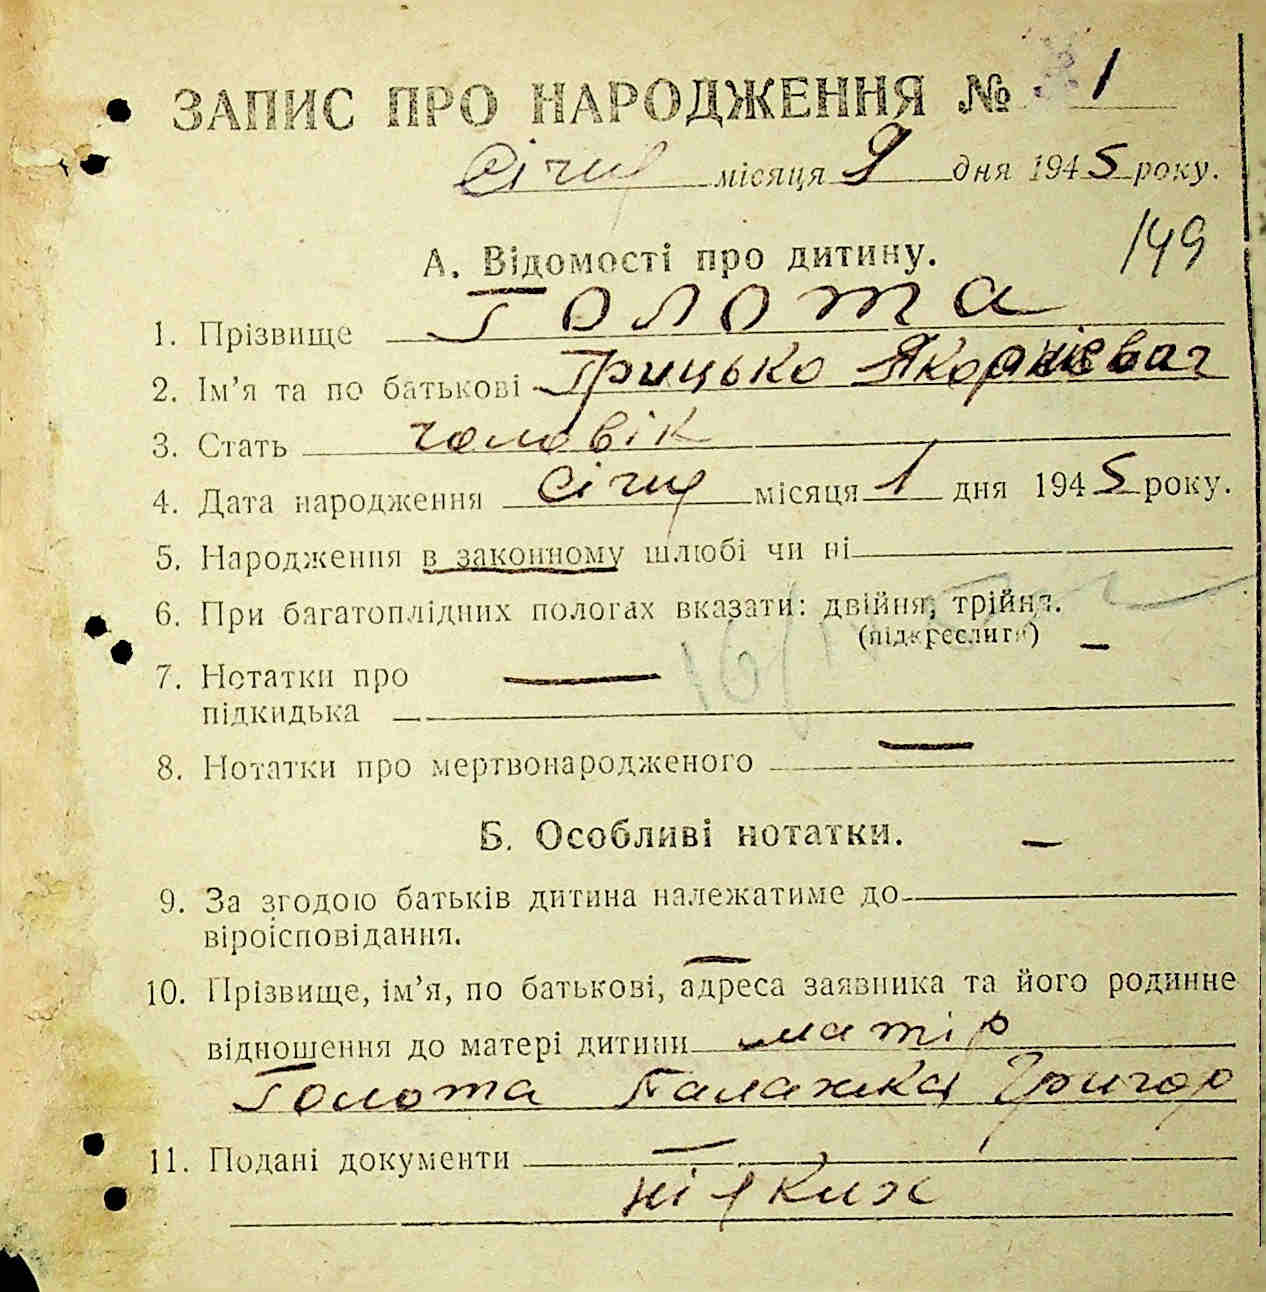 ЗАПИС ПРО НАРОДЖЕННЯ № 1
Січня місяця 9 дня 1945 року.
149
А. Відомості про дитину.
1. Прізвище Голота
2. Ім'я та по батькові Грицько
3. Стать чоловік
4. Дата народження січня місяця 1 дня 1945 року.
5. Народження в законному шлюбі чи ні
6. При багатоплідних пологах вказати: двійня, трійня.
(підкреслити) —
7. Нотатки про —
підкидька
8. Нотатки про мертвонародженого —
Б. Особливі нотатки. —
9. За згодою батьків дитина належатиме до
віроісповідання. —
10. Прізвище, ім'я, по батькові, адреса заявника та його родинне
відношення до матері дитини матір
Голота Палажка Григор
11. Подані документи —
ніяких